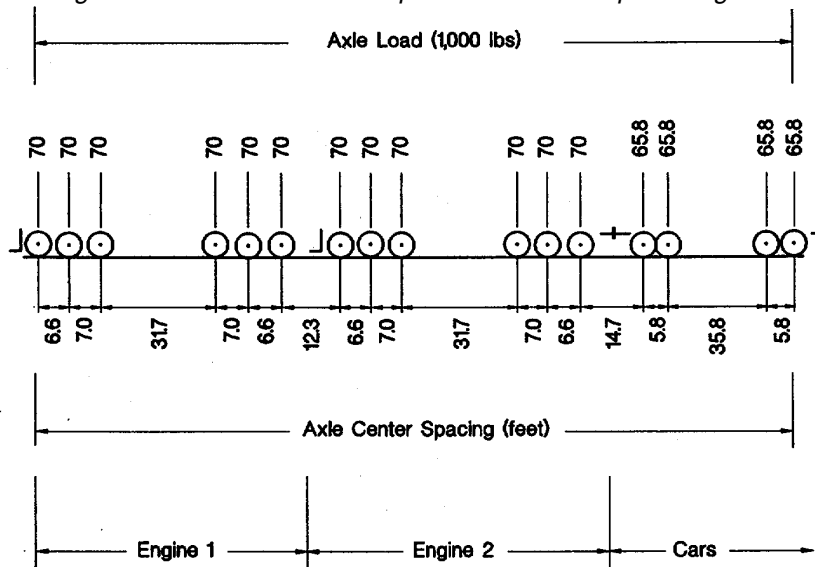 Axle Load (1,000 lbs)
70 70 70 70 70 70 70 70 70 70 70 70 65.8 65.8 65.8 65.8
6.6 7.0 31.7 7.0 6.6 12.3 6.6 7.0 31.7 7.0 6.6 14.7 5.8 35.8 5.8
Axle Center Spacing (feet)
Engine 1 Engine 2 Cars